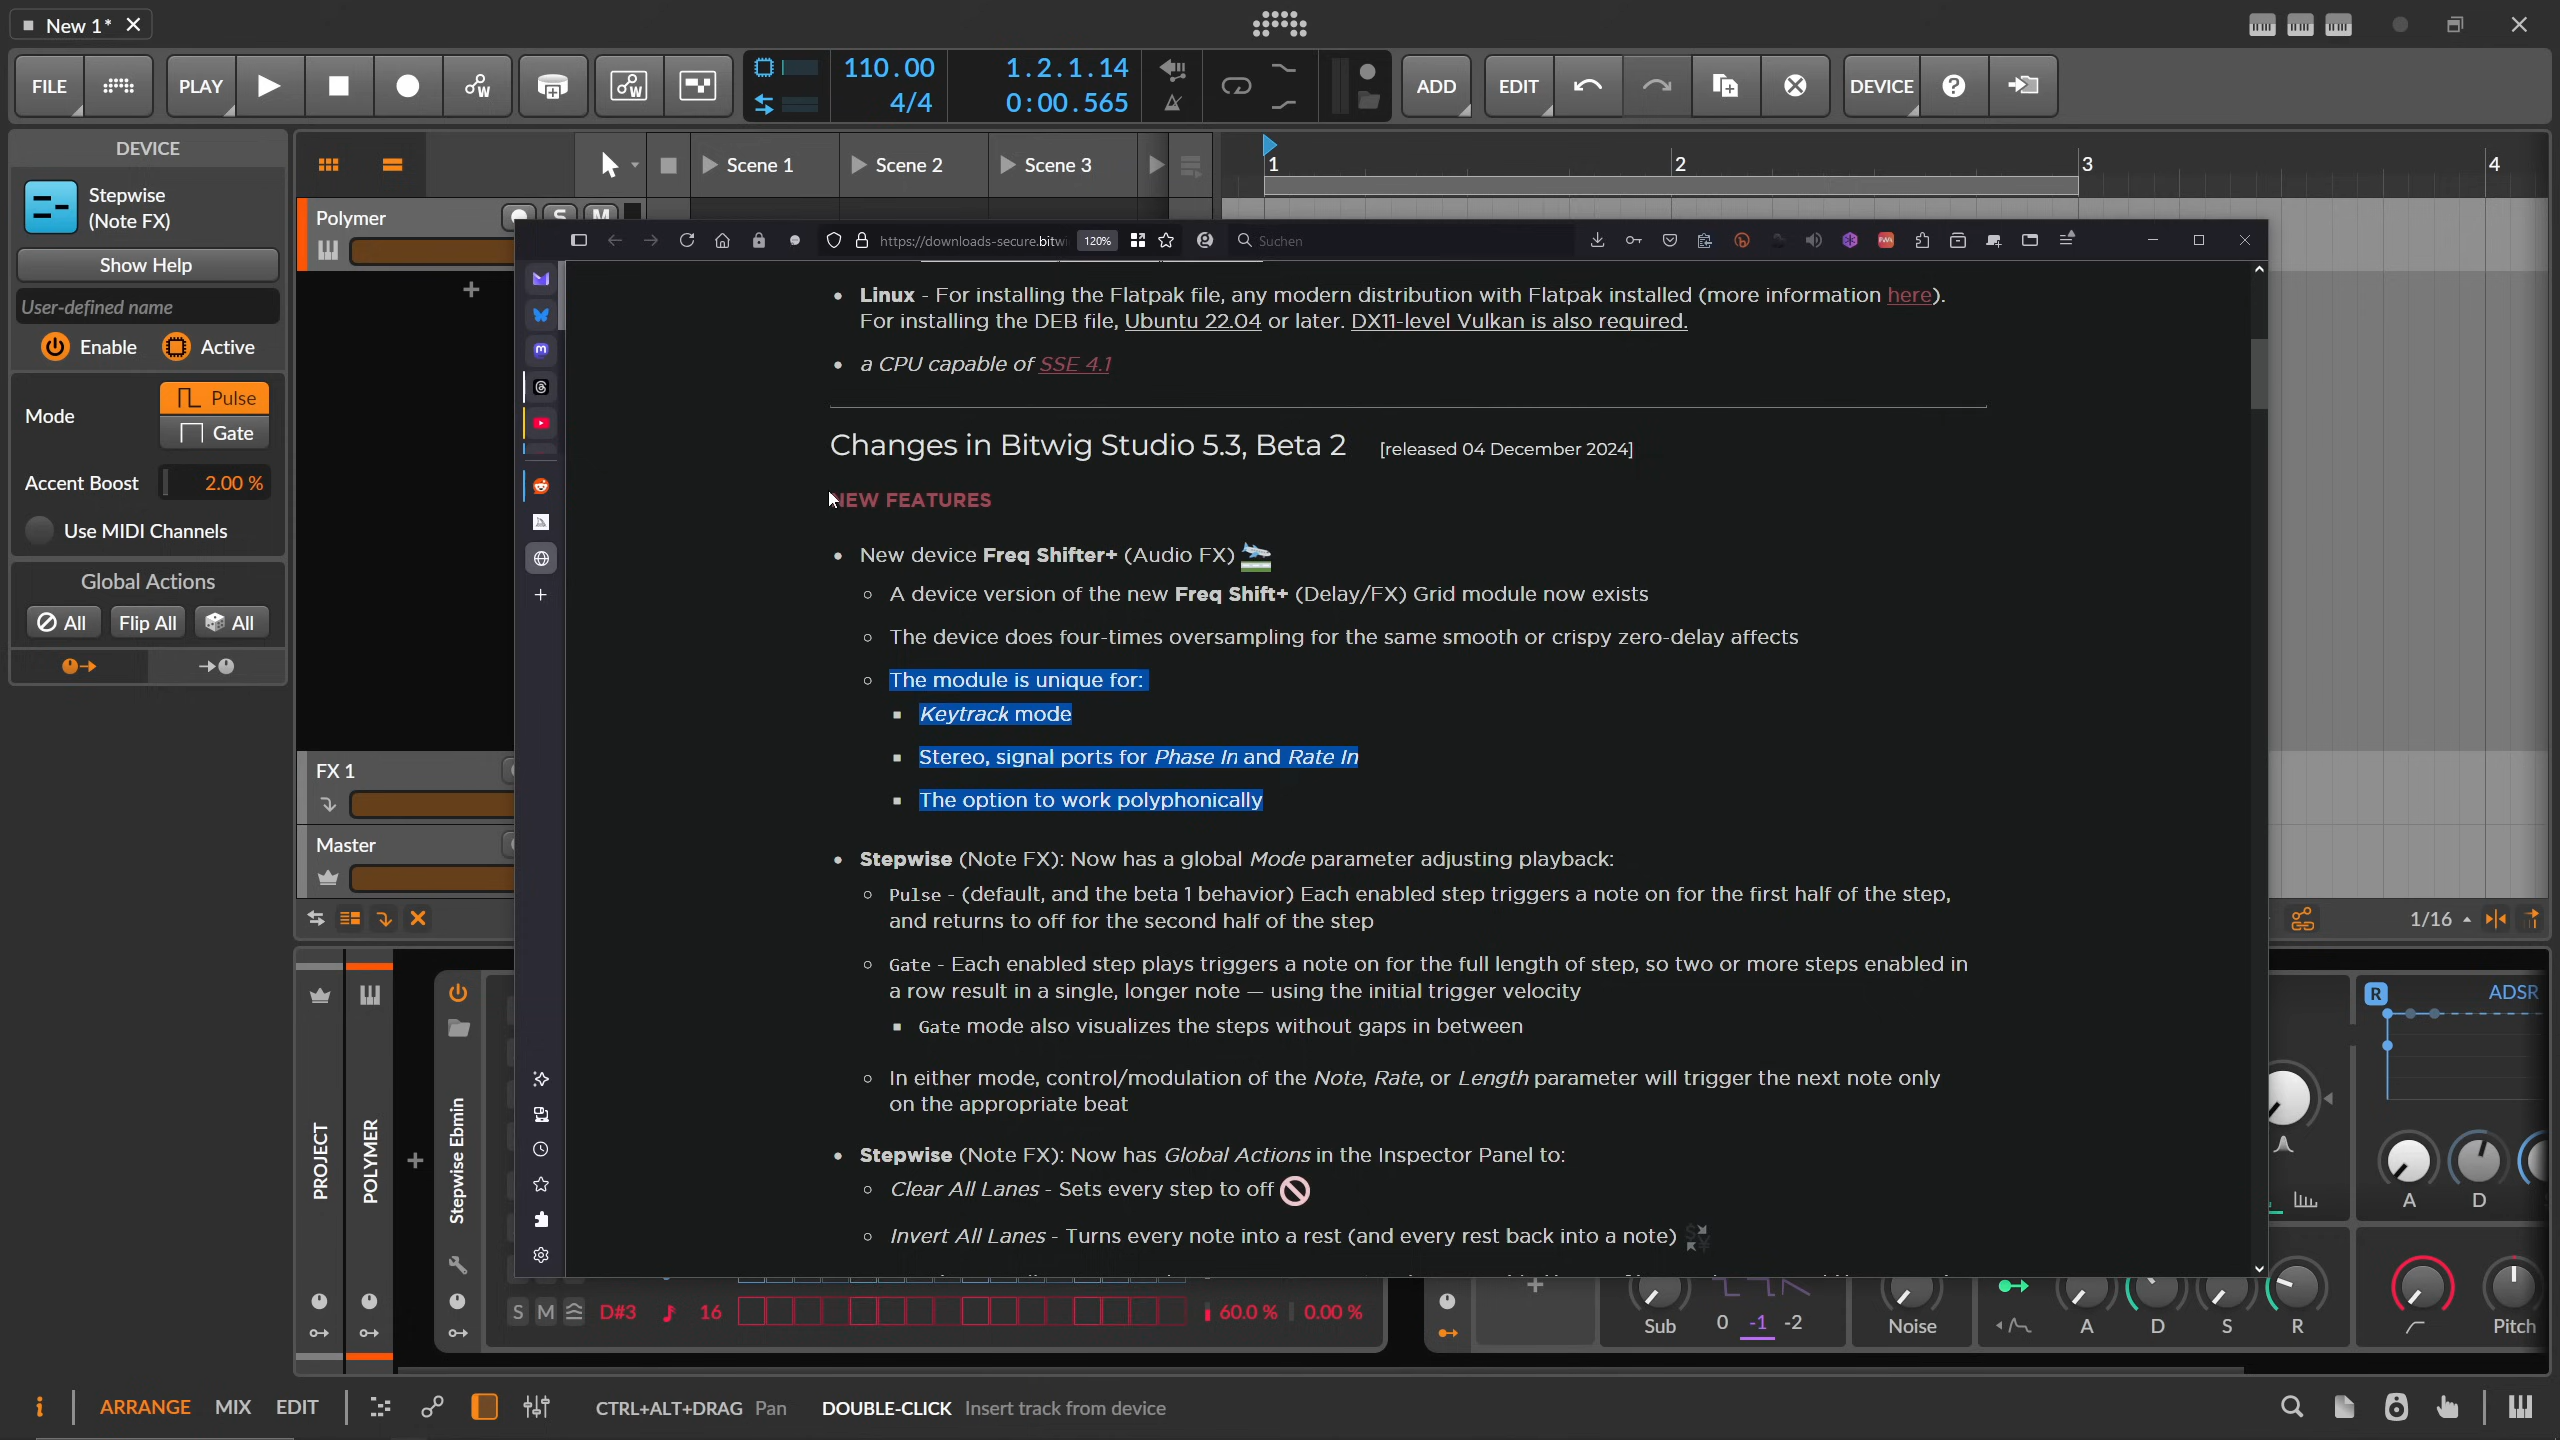 New 1*
FILE
PLAY
110.00
4/4
1.2.1.14
0:00.565
ADD
EDIT
DEVICE
DEVICE
Stepwise
(Note FX)
Show Help
User-defined name
Enable
Active
Mode
Pulse
Gate
Accent Boost
2.00 %
Use MIDI Channels
Global Actions
All
Flip All
All
Scene 1
Scene 2
Scene 3
1
2
3
4
Polymer
S
M
FX 1
Master
https://downloads-secure.bitwi
120%
Suchen
Linux - For installing the Flatpak file, any modern distribution with Flatpak installed (more information here).
For installing the DEB file, Ubuntu 22.04 or later. DX11-level Vulkan is also required.
a CPU capable of SSE 4.1
Changes in Bitwig Studio 5.3, Beta 2 [released 04 December 2024]
NEW FEATURES
New device Freq Shifter+ (Audio FX)
A device version of the new Freq Shift+ (Delay/FX) Grid module now exists
The device does four-times oversampling for the same smooth or crispy zero-delay affects
The module is unique for:
Keytrack mode
Stereo, signal ports for Phase In and Rate In
The option to work polyphonically
Stepwise (Note FX): Now has a global Mode parameter adjusting playback:
Pulse - (default, and the beta 1 behavior) Each enabled step triggers a note on for the first half of the step,
and returns to off for the second half of the step
Gate - Each enabled step plays triggers a note on for the full length of step, so two or more steps enabled in
a row result in a single, longer note — using the initial trigger velocity
Gate mode also visualizes the steps without gaps in between
In either mode, control/modulation of the Note, Rate, or Length parameter will trigger the next note only
on the appropriate beat
Stepwise (Note FX): Now has Global Actions in the Inspector Panel to:
Clear All Lanes - Sets every step to off
Invert All Lanes - Turns every note into a rest (and every rest back into a note)
1/16
PROJECT
POLYMER
Stepwise Ebmin
R
ADSR
A
D
S M D#3 16 60.0 % 0.00 %
Sub
0 -1 -2
Noise
A
D
S
R
Pitch
ARRANGE
MIX
EDIT
CTRL+ALT+DRAG Pan
DOUBLE-CLICK Insert track from device